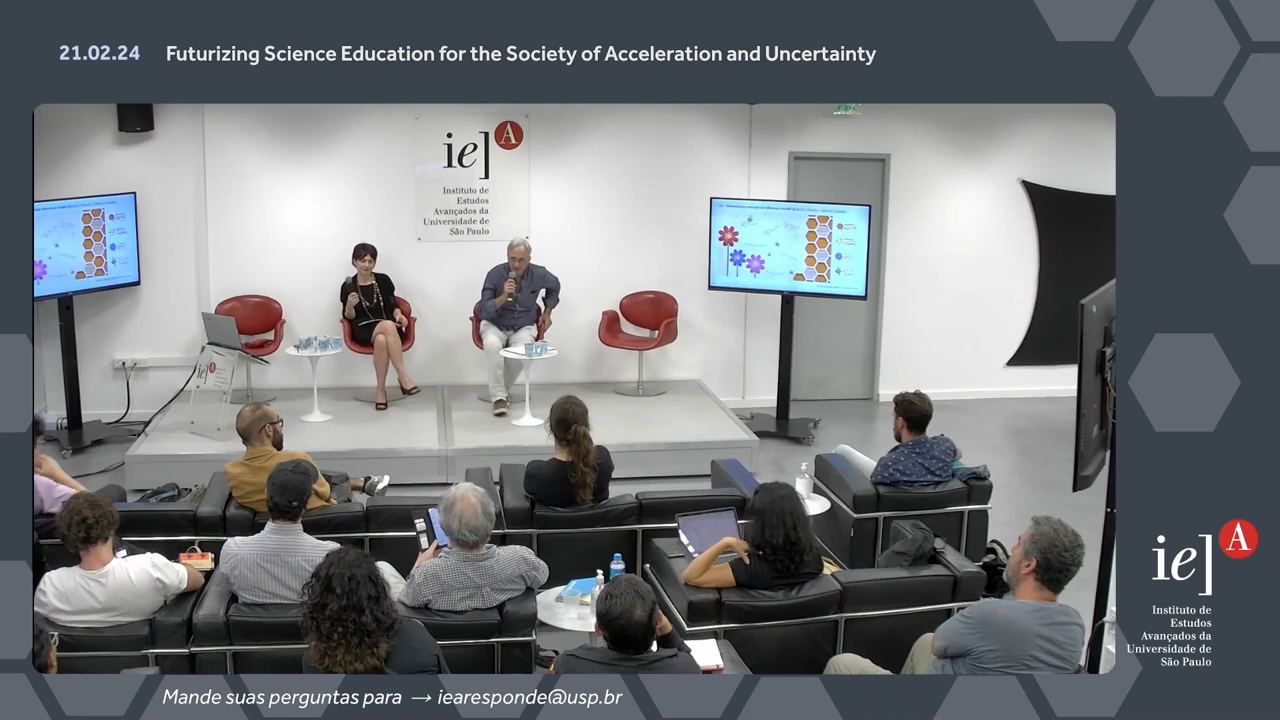 21.02.24 Futurizing Science Education for the Society of Acceleration and Uncertainty
ie] A
Instituto de
Estudos
Avançados da
Universidade de
São Paulo
ie]
ie] A
Instituto de
Estudos
Avançados da
Universidade de
São Paulo
Mande suas perguntas para → iearesponde@usp.br